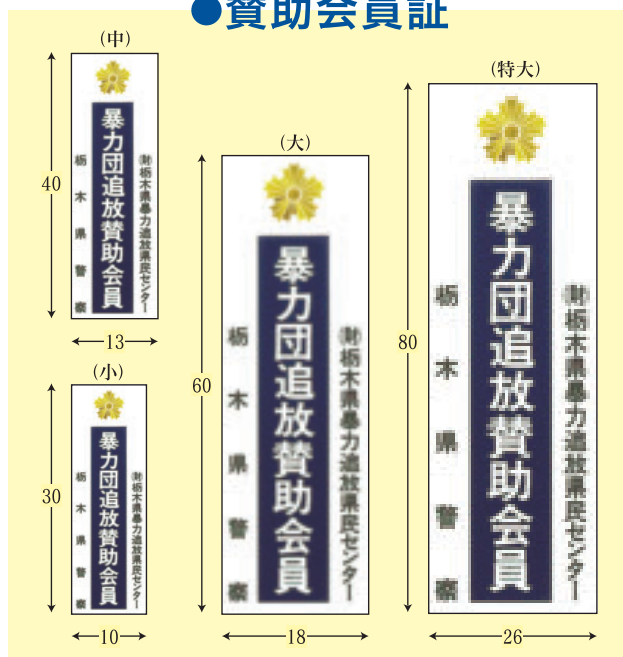 ●賛助会員証
(中)
40
㈶栃木県暴力追放県民センター
暴力団追放賛助会員
栃木県警察
13
(小)
30
㈶栃木県暴力追放県民センター
暴力団追放賛助会員
栃木県警察
10
(大)
60
㈶栃木県暴力追放県民センター
暴力団追放賛助会員
栃木県警察
18
(特大)
80
㈶栃木県暴力追放県民センター
暴力団追放賛助会員
栃木県警察
26